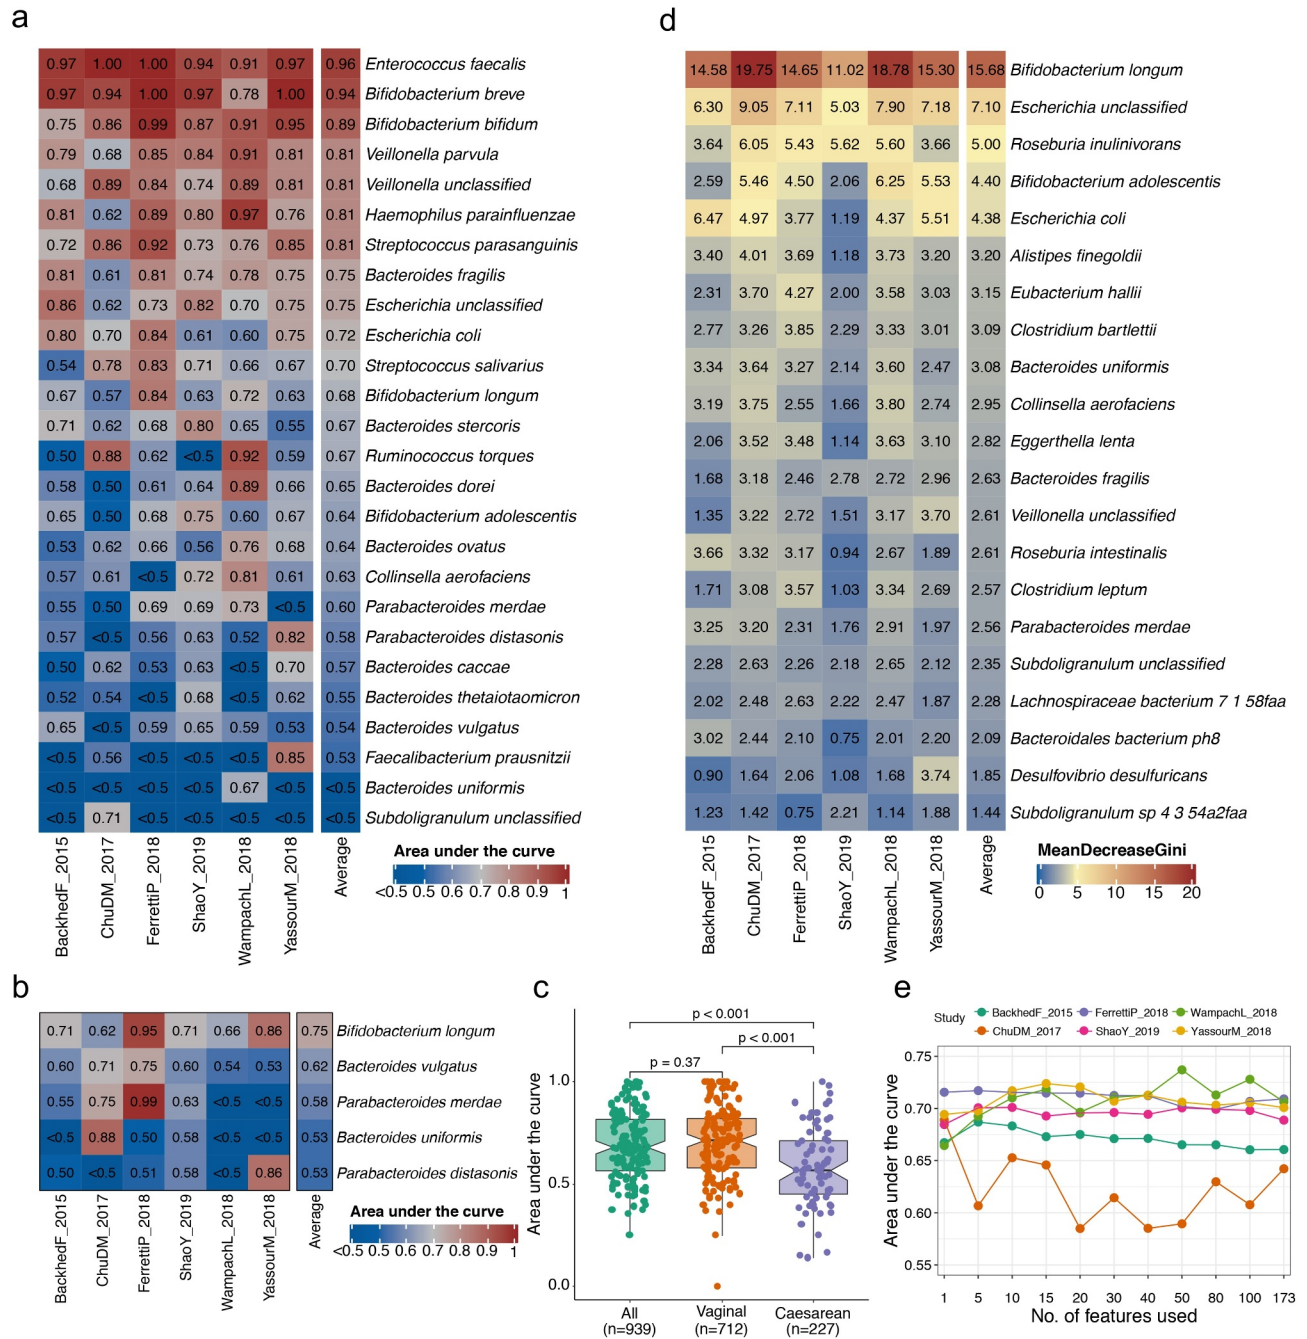 a
0.97 1.00 1.00 0.94 0.91 0.97 0.96 Enterococcus faecalis
0.97 0.94 1.00 0.97 0.78 1.00 0.94 Bifidobacterium breve
0.75 0.86 0.99 0.87 0.91 0.95 0.89 Bifidobacterium bifidum
0.79 0.68 0.85 0.84 0.91 0.81 0.81 Veillonella parvula
0.68 0.89 0.84 0.74 0.89 0.81 0.81 Veillonella unclassified
0.81 0.62 0.89 0.80 0.97 0.76 0.81 Haemophilus parainfluenzae
0.72 0.86 0.92 0.73 0.76 0.85 0.81 Streptococcus parasanguinis
0.81 0.61 0.81 0.74 0.78 0.75 0.75 Bacteroides fragilis
0.86 0.62 0.73 0.82 0.70 0.75 0.75 Escherichia unclassified
0.80 0.70 0.84 0.61 0.60 0.75 0.72 Escherichia coli
0.54 0.78 0.83 0.71 0.66 0.67 0.70 Streptococcus salivarius
0.67 0.57 0.84 0.63 0.72 0.63 0.68 Bifidobacterium longum
0.71 0.62 0.68 0.80 0.65 0.55 0.67 Bacteroides stercoris
0.50 0.88 0.62 <0.5 0.92 0.59 0.67 Ruminococcus torques
0.58 0.50 0.61 0.64 0.89 0.66 0.65 Bacteroides dorei
0.65 0.50 0.68 0.75 0.60 0.67 0.64 Bifidobacterium adolescentis
0.53 0.62 0.66 0.56 0.76 0.68 0.64 Bacteroides ovatus
0.57 0.61 <0.5 0.72 0.81 0.61 0.63 Collinsella aerofaciens
0.55 0.50 0.69 0.69 0.73 <0.5 0.60 Parabacteroides merdae
0.57 <0.5 0.56 0.63 0.52 0.82 0.58 Parabacteroides distasonis
0.50 0.62 0.53 0.63 <0.5 0.70 0.57 Bacteroides caccae
0.52 0.54 <0.5 0.68 <0.5 0.62 0.55 Bacteroides thetaiotaomicron
0.65 <0.5 0.59 0.65 0.59 0.53 0.54 Bacteroides vulgatus
<0.5 0.56 <0.5 <0.5 <0.5 0.85 0.53 Faecalibacterium prausnitzii
<0.5 <0.5 <0.5 <0.5 0.67 <0.5 <0.5 Bacteroides uniformis
<0.5 0.71 <0.5 <0.5 <0.5 <0.5 <0.5 Subdoligranulum unclassified
BackhedF_2015 ChuDM_2017 FerrettiP_2018 ShaoY_2019 WampachL_2018 YassourM_2018 Average
Area under the curve
<0.5 0.5 0.6 0.7 0.8 0.9 1
d
14.58 19.75 14.65 11.02 18.78 15.30 15.68 Bifidobacterium longum
6.30 9.05 7.11 5.03 7.90 7.18 7.10 Escherichia unclassified
3.64 6.05 5.43 5.62 5.60 3.66 5.00 Roseburia inulinivorans
2.59 5.46 4.50 2.06 6.25 5.53 4.40 Bifidobacterium adolescentis
6.47 4.97 3.77 1.19 4.37 5.51 4.38 Escherichia coli
3.40 4.01 3.69 1.18 3.73 3.20 3.20 Alistipes finegoldii
2.31 3.70 4.27 2.00 3.58 3.03 3.15 Eubacterium hallii
2.77 3.26 3.85 2.29 3.33 3.01 3.09 Clostridium bartlettii
3.34 3.64 3.27 2.14 3.60 2.47 3.08 Bacteroides uniformis
3.19 3.75 2.55 1.66 3.80 2.74 2.95 Collinsella aerofaciens
2.06 3.52 3.48 1.14 3.63 3.10 2.82 Eggerthella lenta
1.68 3.18 2.46 2.78 2.72 2.96 2.63 Bacteroides fragilis
1.35 3.22 2.72 1.51 3.17 3.70 2.61 Veillonella unclassified
3.66 3.32 3.17 0.94 2.67 1.89 2.61 Roseburia intestinalis
1.71 3.08 3.57 1.03 3.34 2.69 2.57 Clostridium leptum
3.25 3.20 2.31 1.76 2.91 1.97 2.56 Parabacteroides merdae
2.28 2.63 2.26 2.18 2.65 2.12 2.35 Subdoligranulum unclassified
2.02 2.48 2.63 2.22 2.47 1.87 2.28 Lachnospiraceae bacterium 7 1 58faa
3.02 2.44 2.10 0.75 2.01 2.20 2.09 Bacteroidales bacterium ph8
0.90 1.64 2.06 1.08 1.68 3.74 1.85 Desulfovibrio desulfuricans
1.23 1.42 0.75 2.21 1.14 1.88 1.44 Subdoligranulum sp 4 3 54a2faa
BackhedF_2015 ChuDM_2017 FerrettiP_2018 ShaoY_2019 WampachL_2018 YassourM_2018 Average
MeanDecreaseGini
0 5 10 15 20
b
0.71 0.62 0.95 0.71 0.66 0.86 0.75 Bifidobacterium longum
0.60 0.71 0.75 0.60 0.54 0.53 0.62 Bacteroides vulgatus
0.55 0.75 0.99 0.63 <0.5 <0.5 0.58 Parabacteroides merdae
<0.5 0.88 0.50 0.58 <0.5 <0.5 0.53 Bacteroides uniformis
0.50 <0.5 0.51 0.58 <0.5 0.86 0.53 Parabacteroides distasonis
BackhedF_2015 ChuDM_2017 FerrettiP_2018 ShaoY_2019 WampachL_2018 YassourM_2018 Average
Area under the curve
<0.5 0.5 0.6 0.7 0.8 0.9 1
c
p < 0.001
p < 0.001
p = 0.37
Area under the curve
1.0
0.5
0.0
All Vaginal Caesarean
(n=939) (n=712) (n=227)
e
Study BackhedF_2015 FerrettiP_2018 WampachL_2018
ChuDM_2017 ShaoY_2019 YassourM_2018
Area under the curve
0.75
0.70
0.65
0.60
0.55
1 5 10 15 20 30 40 50 80 100 173
No. of features used